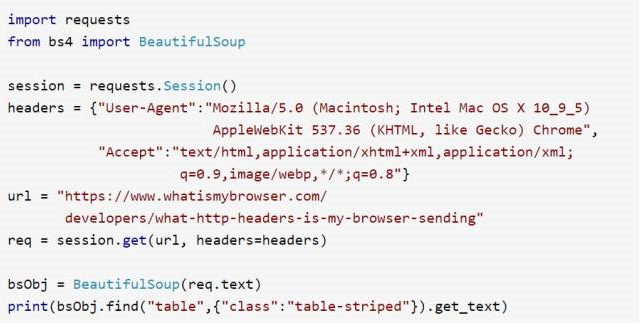 import requests
from bs4 import BeautifulSoup
session = requests.Session()
headers = {"User-Agent":"Mozilla/5.0 (Macintosh; Intel Mac OS X 10_9_5)
AppleWebKit 537.36 (KHTML, like Gecko) Chrome",
"Accept":"text/html,application/xhtml+xml,application/xml;
q=0.9,image/webp,*/*;q=0.8"}
url = "https://www.whatismybrowser.com/
developers/what-http-headers-is-my-browser-sending"
req = session.get(url, headers=headers)
bsObj = BeautifulSoup(req.text)
print(bsObj.find("table",{"class":"table-striped"}).get_text)